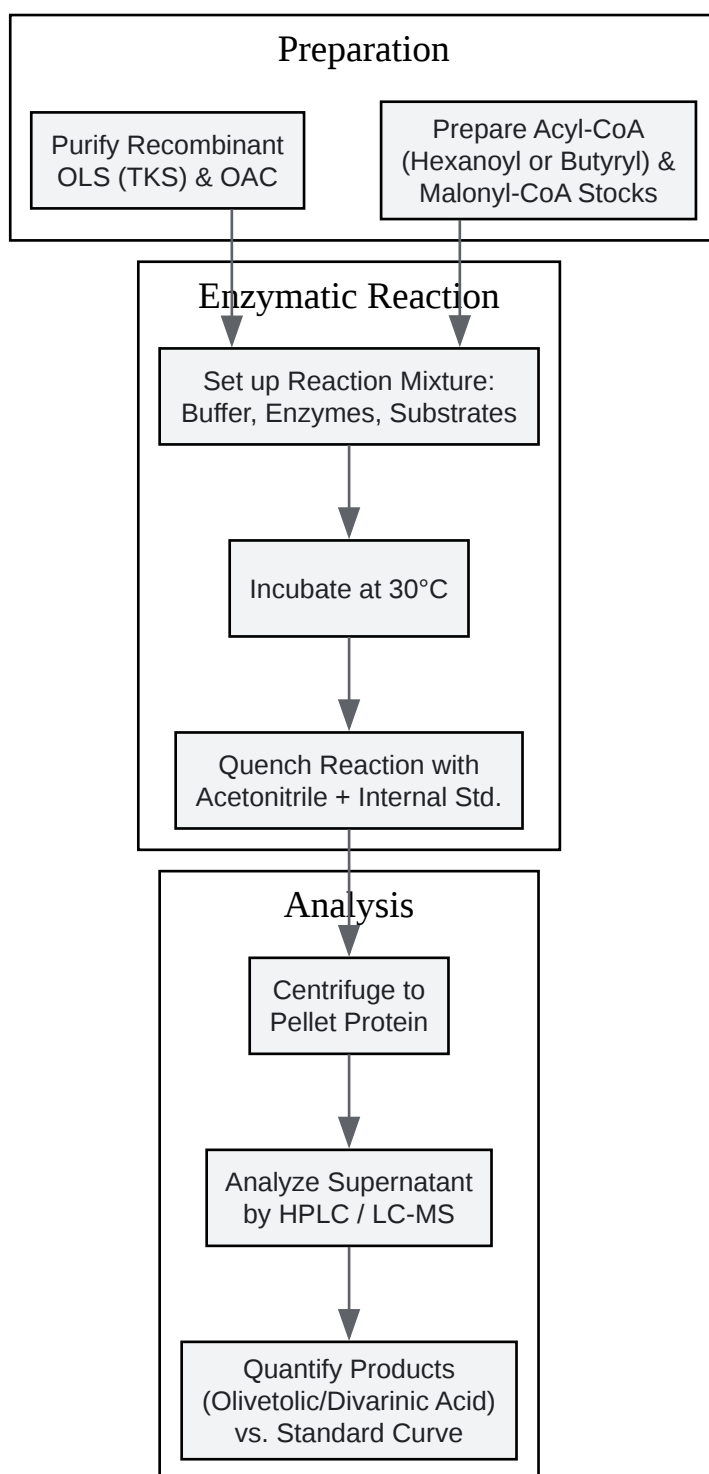 Preparation
Purify Recombinant
OLS (TKS) & OAC
Prepare Acyl-CoA
(Hexanoyl or Butyryl) &
Malonyl-CoA Stocks
Enzymatic Reaction
Set up Reaction Mixture:
Buffer, Enzymes, Substrates
Incubate at 30°C
Quench Reaction with
Acetonitrile + Internal Std.
Analysis
Centrifuge to
Pellet Protein
Analyze Supernatant
by HPLC / LC-MS
Quantify Products
(Olivetolic/Divarinic Acid)
vs. Standard Curve